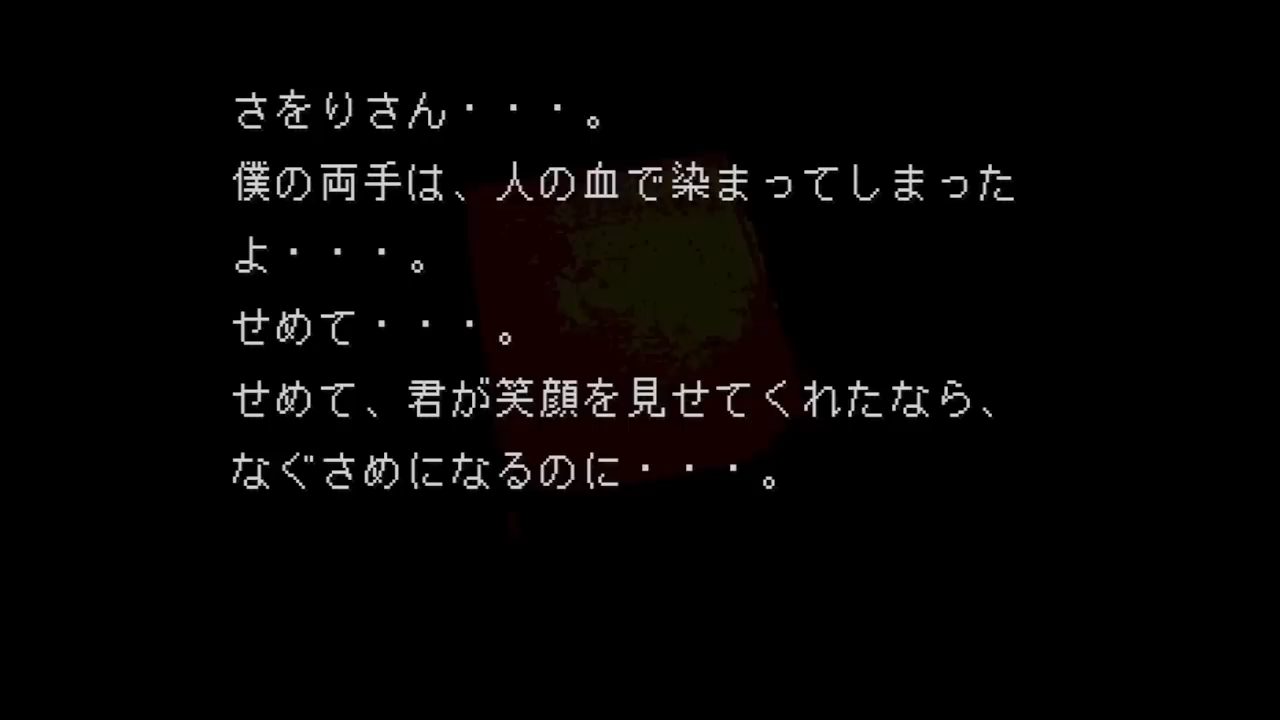 さをりさん・・・。
僕の両手は、人の血で染まってしまった
よ・・・。
せめて・・・。
せめて、君が笑顔を見せてくれたなら、
なぐさめになるのに・・・。